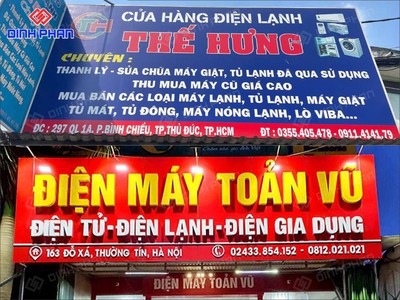 ĐINH PHAN
CỬA HÀNG ĐIỆN LẠNH
THẾ HƯNG
CHUYÊN :
THANH LÝ - SỬA CHỮA MÁY GIẶT, TỦ LẠNH ĐÃ QUA SỬ DỤNG
THU MUA MÁY CŨ GIÁ CAO
MUA BÁN CÁC LOẠI MÁY LẠNH, TỦ LẠNH, MÁY GIẶT
TỦ MÁT, TỦ ĐÔNG, MÁY NÓNG LẠNH, LÒ VIBA...
ĐC : 297 QL 1A. P.BÌNH CHIỂU, TP.THỦ ĐỨC, TP.HCM
ĐT : 0355.405.478 - 0911.4141.79
ĐIỆN MÁY TOẢN VŨ
ĐIỆN TỬ-ĐIỆN LẠNH-ĐIỆN GIA DỤNG
163 ĐỖ XÁ, THƯỜNG TÍN, HÀ NỘI
02433.854.152 - 0812.021.021
ĐIỆN MÁY TOẢN VŨ